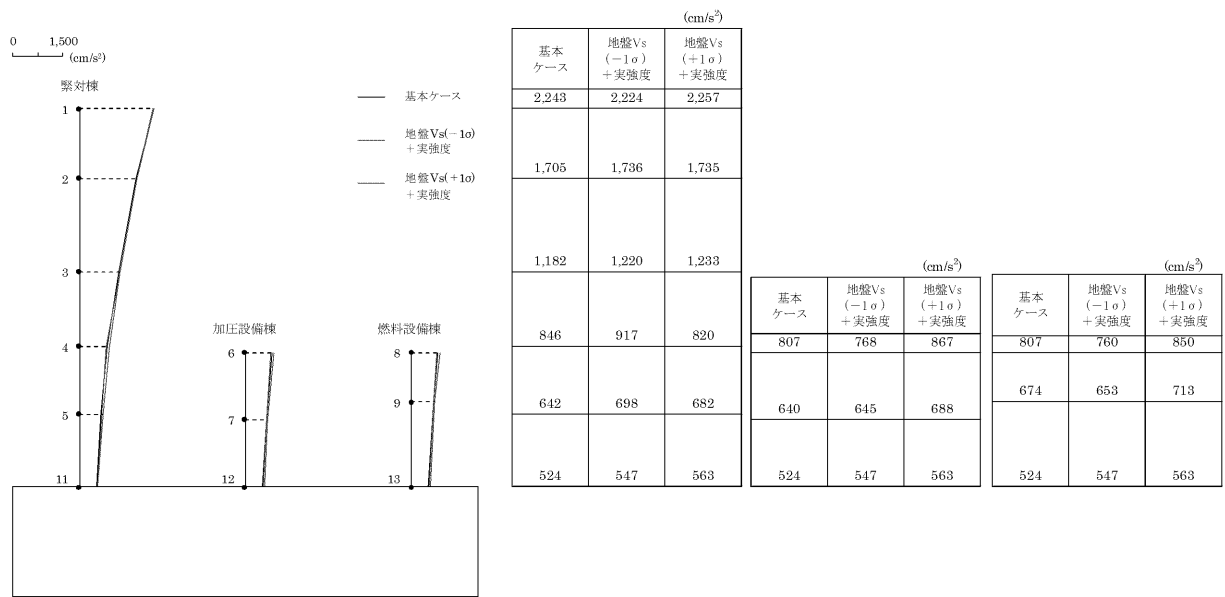 0 1,500
(cm/s²)
緊対棟
1
2
3
4
5
11
加圧設備棟
6
7
12
燃料設備棟
8
9
13
基本ケース
地盤Vs(－1σ)
＋実強度
地盤Vs(＋1σ)
＋実強度
(cm/s²)
基本
ケース
地盤Vs
(－1σ)
＋実強度
地盤Vs
(＋1σ)
＋実強度
2,243 2,224 2,257
1,705 1,736 1,735
1,182 1,220 1,233
846 917 820
642 698 682
524 547 563
(cm/s²)
基本
ケース
地盤Vs
(－1σ)
＋実強度
地盤Vs
(＋1σ)
＋実強度
807 768 867
640 645 688
524 547 563
(cm/s²)
基本
ケース
地盤Vs
(－1σ)
＋実強度
地盤Vs
(＋1σ)
＋実強度
807 760 850
674 653 713
524 547 563